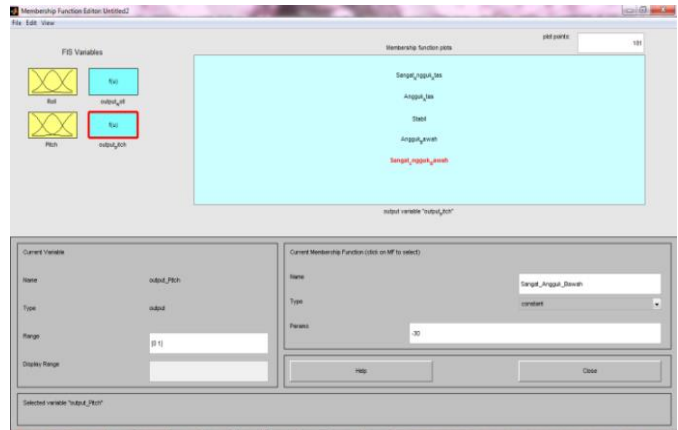 Membership Function Editor: Untitled2
File Edit View
FIS Variables
Roll
f(u)
output_Roll
Pitch
f(u)
output_Pitch
Membership function plots
plot points:
181
Sangat_Angguk_Atas
Angguk_Atas
Stabil
Angguk_Bawah
Sangat_Angguk_Bawah
output variable "output_Pitch"
Current Variable
Name
output_Pitch
Type
output
Range
[0 1]
Display Range
Current Membership Function (click on MF to select)
Name
Sangat_Angguk_Bawah
Type
constant
Params
-30
Help
Close
Selected variable "output_Pitch"